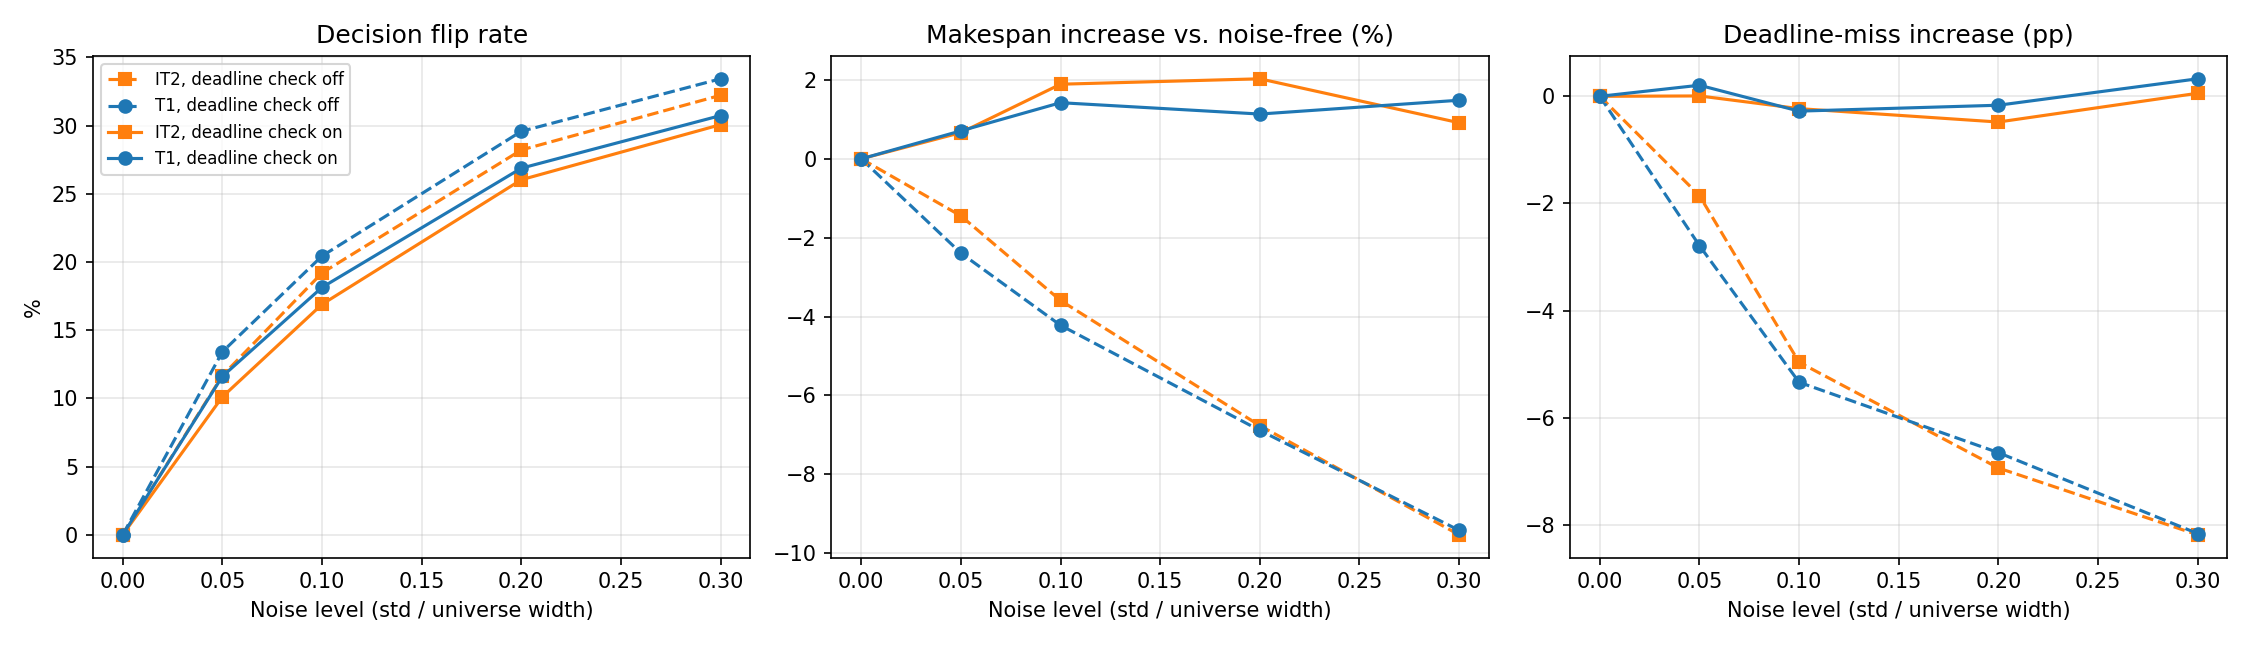 Decision flip rate
35
30
25
20
15
10
5
0
%
IT2, deadline check off
T1, deadline check off
IT2, deadline check on
T1, deadline check on
0.00 0.05 0.10 0.15 0.20 0.25 0.30
Noise level (std / universe width)
Makespan increase vs. noise-free (%)
2
0
−2
−4
−6
−8
−10
0.00 0.05 0.10 0.15 0.20 0.25 0.30
Noise level (std / universe width)
Deadline-miss increase (pp)
0
−2
−4
−6
−8
0.00 0.05 0.10 0.15 0.20 0.25 0.30
Noise level (std / universe width)